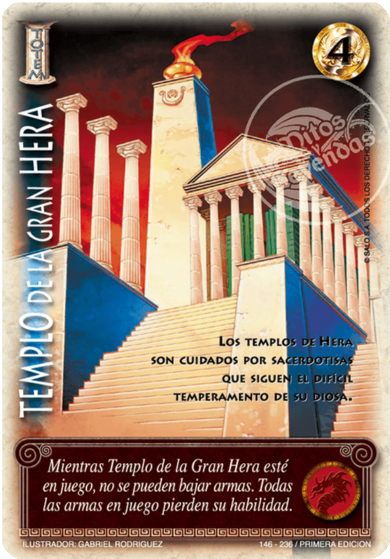 TOTEM
4
TEMPLO DE LA GRAN HERA
Mitos y Leyendas
LOS TEMPLOS DE HERA
SON CUIDADOS POR SACERDOTISAS
QUE SIGUEN EL DIFÍCIL
TEMPERAMENTO DE SU DIOSA.
Mientras Templo de la Gran Hera esté
en juego, no se pueden bajar armas. Todas
las armas en juego pierden su habilidad.
ILUSTRADOR: GABRIEL RODRIGUEZ
146 - 236 / PRIMERA EDICION